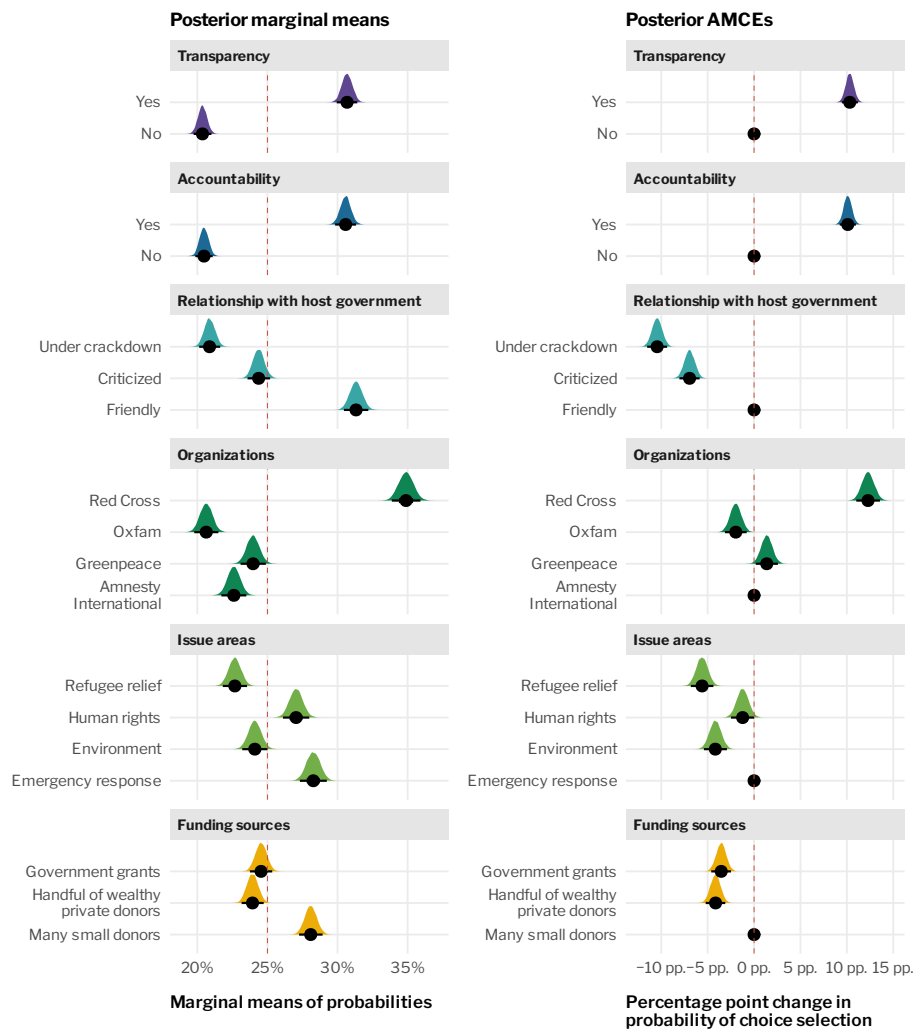 Posterior marginal means
Transparency
Yes
No
Accountability
Yes
No
Relationship with host government
Under crackdown
Criticized
Friendly
Organizations
Red Cross
Oxfam
Greenpeace
Amnesty
International
Issue areas
Refugee relief
Human rights
Environment
Emergency response
Funding sources
Government grants
Handful of wealthy
private donors
Many small donors
20% 25% 30% 35%
Marginal means of probabilities
Posterior AMCEs
Transparency
Yes
No
Accountability
Yes
No
Relationship with host government
Under crackdown
Criticized
Friendly
Organizations
Red Cross
Oxfam
Greenpeace
Amnesty
International
Issue areas
Refugee relief
Human rights
Environment
Emergency response
Funding sources
Government grants
Handful of wealthy
private donors
Many small donors
−10 pp. −5 pp. 0 pp. 5 pp. 10 pp. 15 pp.
Percentage point change in
probability of choice selection